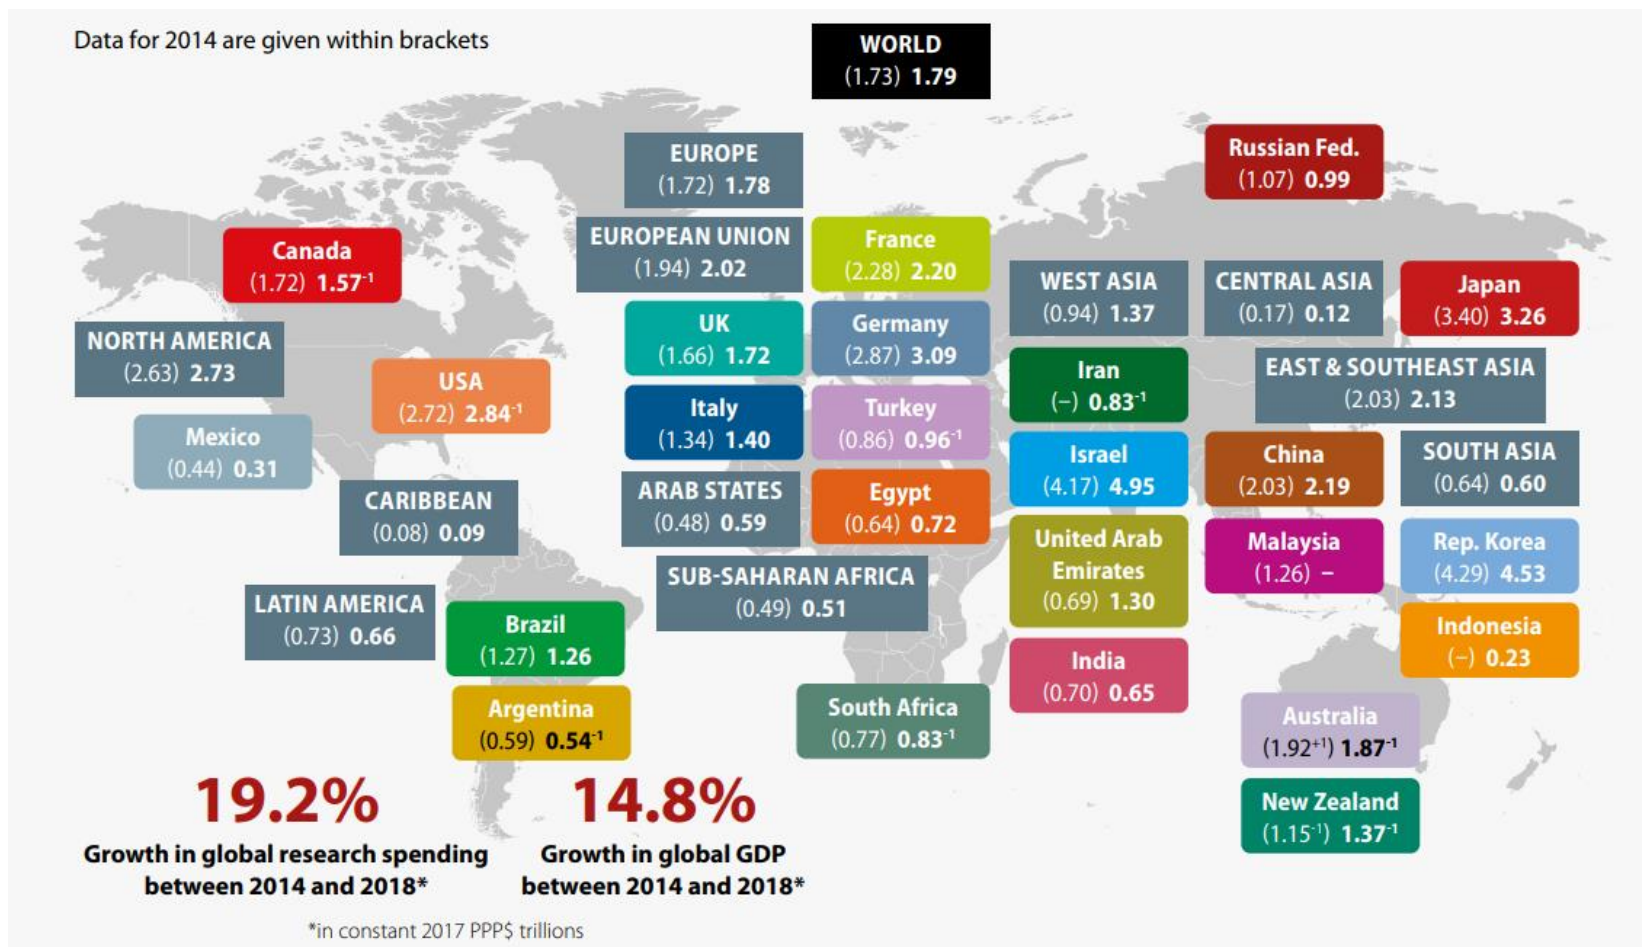 Data for 2014 are given within brackets
WORLD
(1.73) 1.79
EUROPE
(1.72) 1.78
Russian Fed.
(1.07) 0.99
EUROPEAN UNION
(1.94) 2.02
France
(2.28) 2.20
Canada
(1.72) 1.57-1
WEST ASIA
(0.94) 1.37
CENTRAL ASIA
(0.17) 0.12
Japan
(3.40) 3.26
UK
(1.66) 1.72
Germany
(2.87) 3.09
NORTH AMERICA
(2.63) 2.73
USA
(2.72) 2.84-1
Iran
(–) 0.83-1
EAST & SOUTHEAST ASIA
(2.03) 2.13
Italy
(1.34) 1.40
Turkey
(0.86) 0.96-1
Mexico
(0.44) 0.31
Israel
(4.17) 4.95
China
(2.03) 2.19
SOUTH ASIA
(0.64) 0.60
CARIBBEAN
(0.08) 0.09
ARAB STATES
(0.48) 0.59
Egypt
(0.64) 0.72
United Arab
Emirates
(0.69) 1.30
Malaysia
(1.26) –
Rep. Korea
(4.29) 4.53
SUB-SAHARAN AFRICA
(0.49) 0.51
LATIN AMERICA
(0.73) 0.66
Brazil
(1.27) 1.26
Indonesia
(–) 0.23
India
(0.70) 0.65
Argentina
(0.59) 0.54-1
South Africa
(0.77) 0.83-1
Australia
(1.92+1) 1.87-1
New Zealand
(1.15-1) 1.37-1
19.2%
Growth in global research spending
between 2014 and 2018*
14.8%
Growth in global GDP
between 2014 and 2018*
*in constant 2017 PPP$ trillions